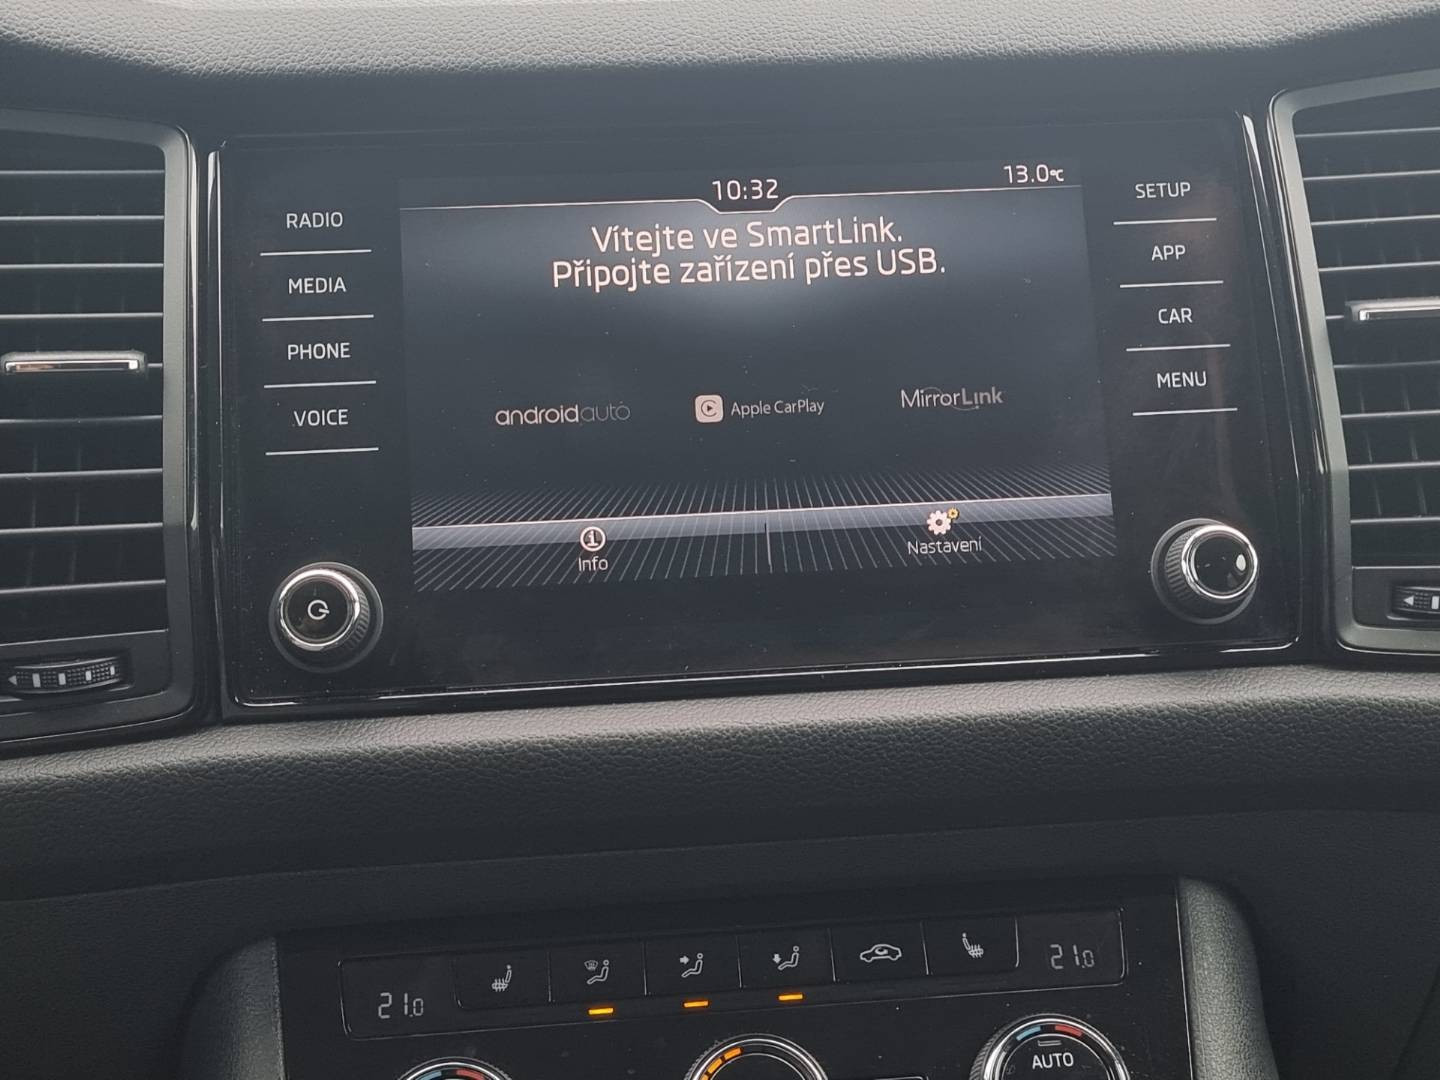 10:32
13.0°C
RADIO
MEDIA
PHONE
VOICE
SETUP
APP
CAR
MENU
Vítejte ve SmartLink.
Připojte zařízení přes USB.
androidauto
Apple CarPlay
MirrorLink
Info
Nastavení
21.0
21.0
AUTO